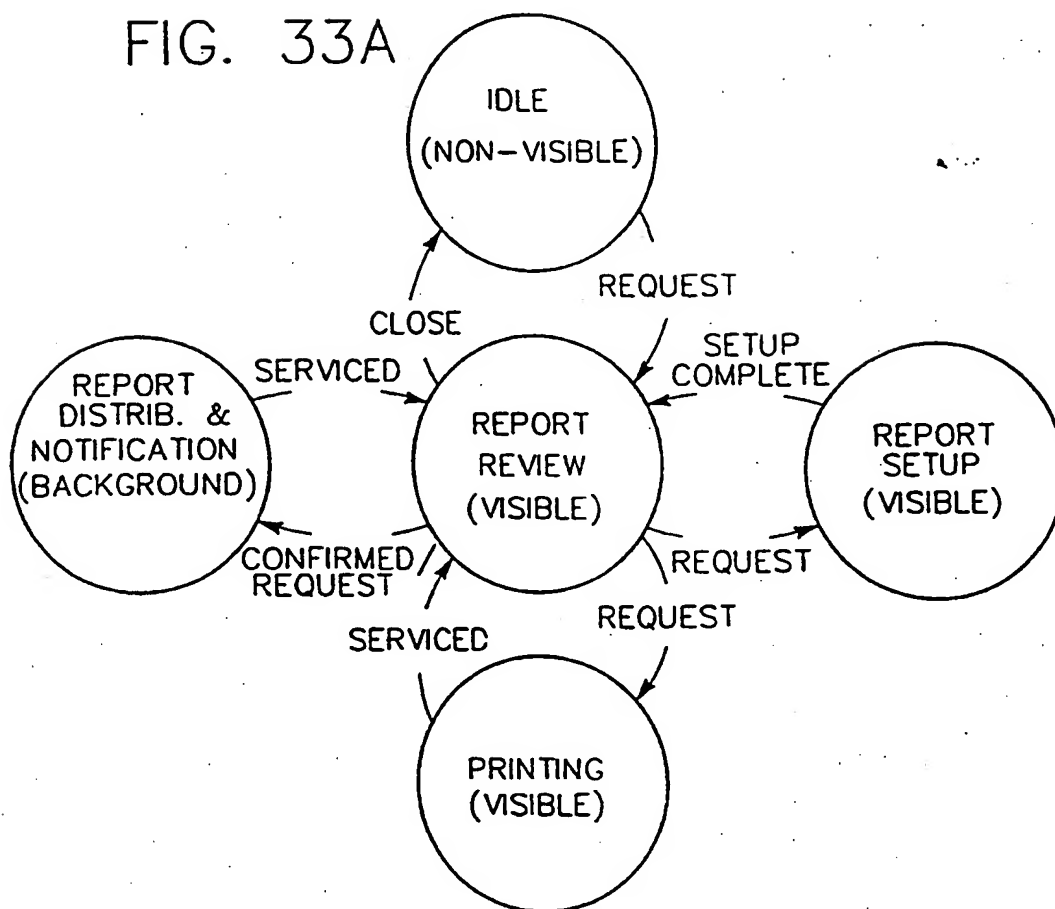 FIG. 33A
IDLE
(NON-VISIBLE)
REQUEST
CLOSE
SETUP
COMPLETE
SERVICED
REPORT
DISTRIB. &
NOTIFICATION
(BACKGROUND)
REPORT
REVIEW
(VISIBLE)
REPORT
SETUP
(VISIBLE)
CONFIRMED
REQUEST
REQUEST
REQUEST
SERVICED
PRINTING
(VISIBLE)